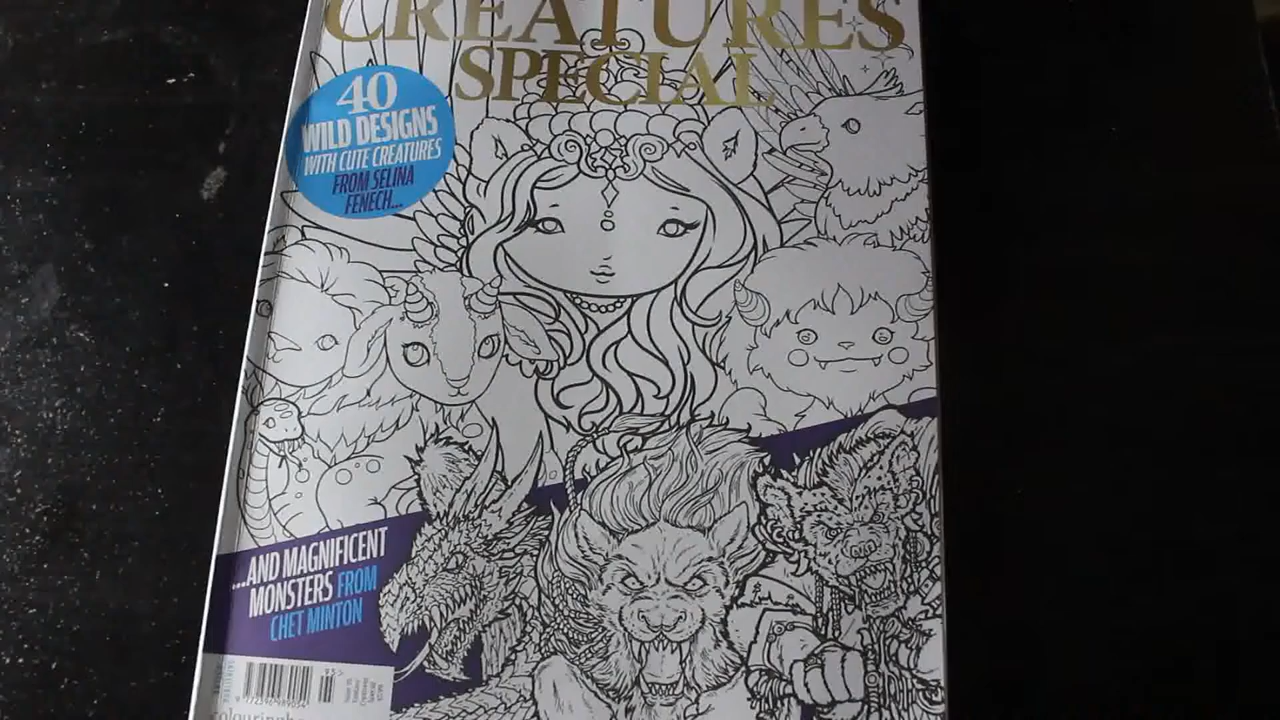 CREATURES
SPECIAL
40
WILD DESIGNS
WITH CUTE CREATURES
FROM SELINA
FENECH...
...AND MAGNIFICENT
MONSTERS FROM
CHET MINTON